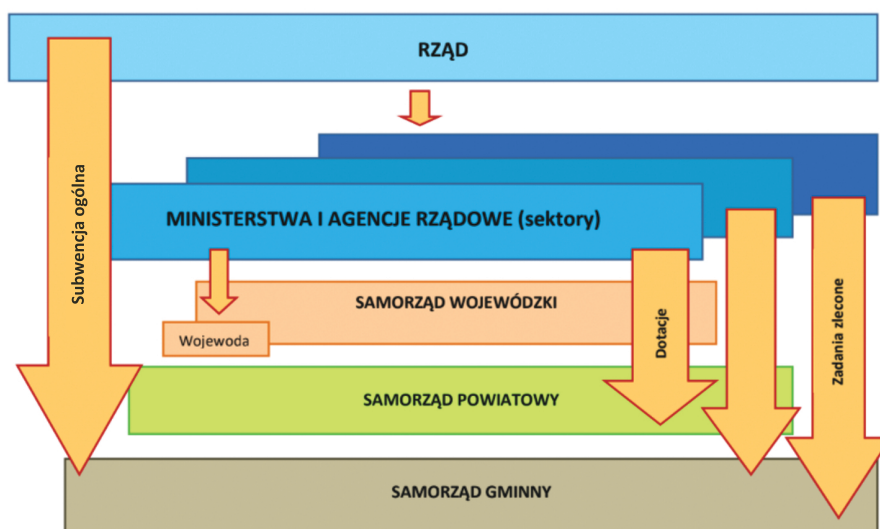 RZĄD
Subwencja ogólna
MINISTERSTWA I AGENCJE RZĄDOWE (sektory)
SAMORZĄD WOJEWÓDZKI
Wojewoda
Dotacje
Zadania zlecone
SAMORZĄD POWIATOWY
SAMORZĄD GMINNY